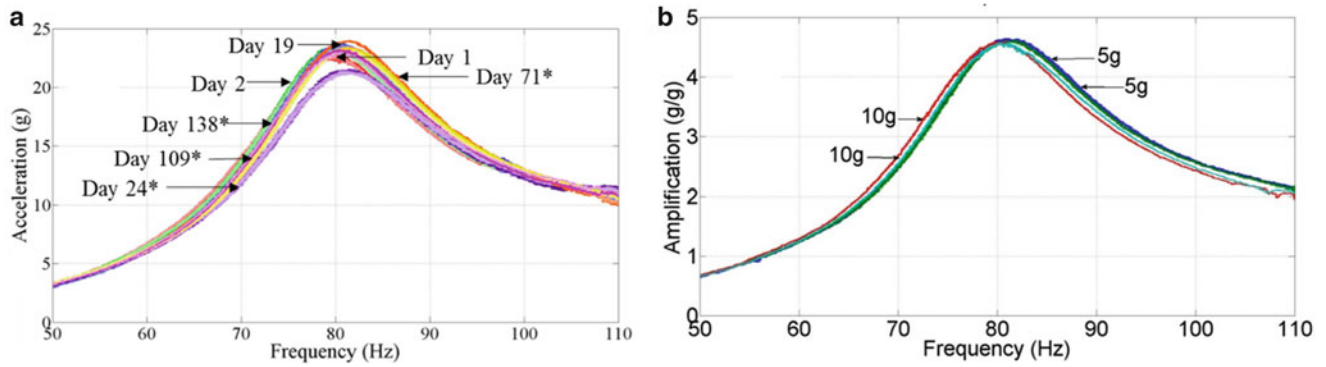 a
Acceleration (g)
25
20
15
10
5
0
Day 19
Day 1
Day 2
Day 71*
Day 138*
Day 109*
Day 24*
50 60 70 80 90 100 110
Frequency (Hz)
b
Amplification (g/g)
5
4
3
2
1
0
5g
5g
10g
10g
50 60 70 80 90 100 110
Frequency (Hz)